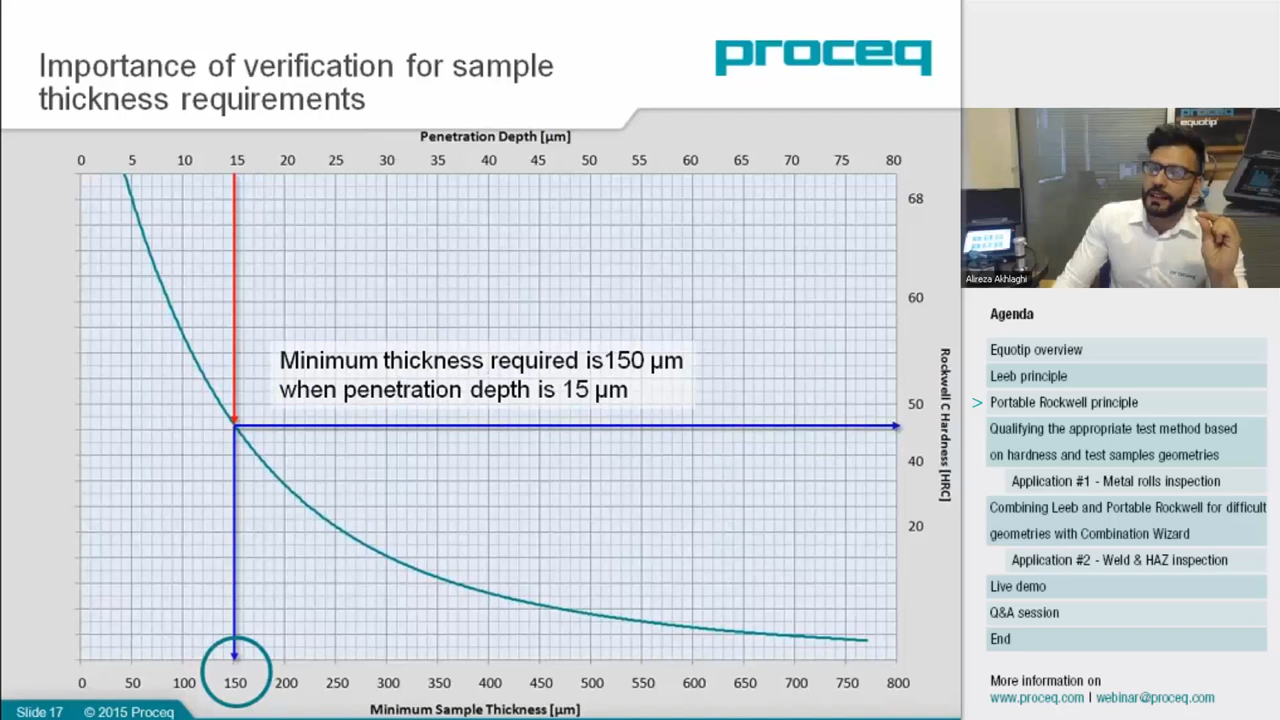 Importance of verification for sample
thickness requirements
proceq
Penetration Depth [µm]
0 5 10 15 20 25 30 35 40 45 50 55 60 65 70 75 80
68
60
50
40
20
Rockwell C Hardness [HRC]
Minimum thickness required is150 µm
when penetration depth is 15 µm
0 50 100 150 200 250 300 350 400 450 500 550 600 650 700 750 800
Minimum Sample Thickness [µm]
Slide 17 © 2015 Proceq
proceq
equotip
Alireza Akhlaghi
Agenda
Equotip overview
Leeb principle
> Portable Rockwell principle
Qualifying the appropriate test method based
on hardness and test samples geometries
Application #1 - Metal rolls inspection
Combining Leeb and Portable Rockwell for difficult
geometries with Combination Wizard
Application #2 - Weld & HAZ inspection
Live demo
Q&A session
End
More information on
www.proceq.com I webinar@proceq.com